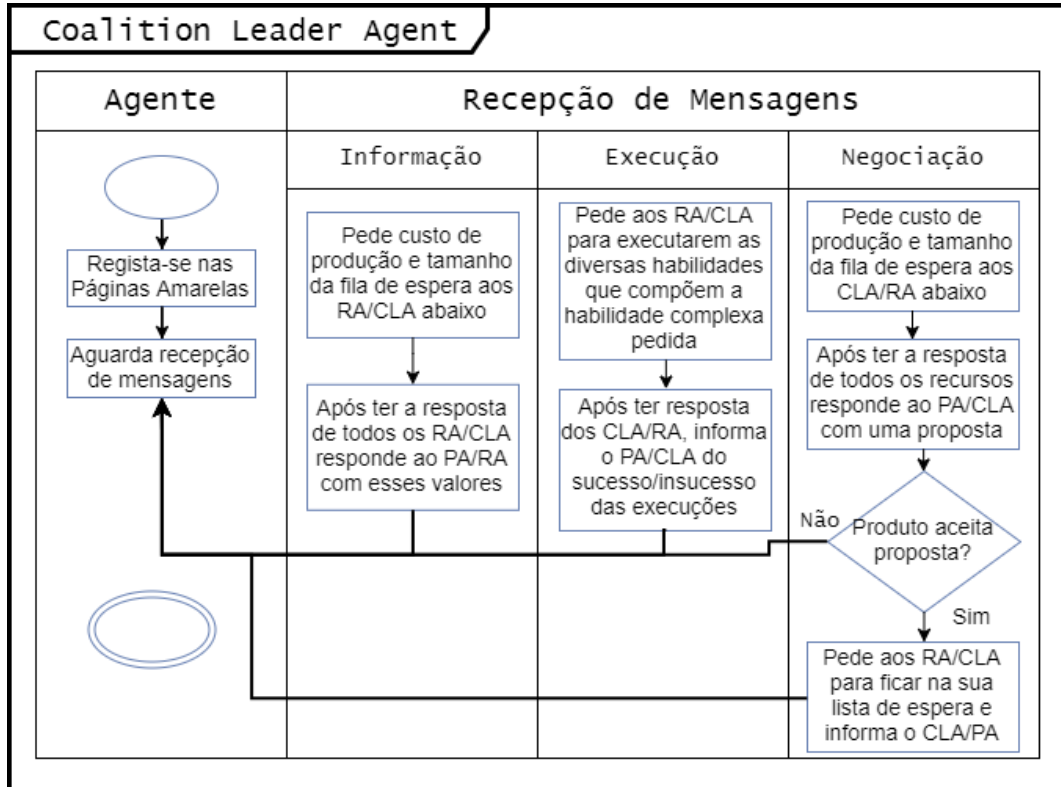 Coalition Leader Agent
Agente
Recepção de Mensagens
Informação
Execução
Negociação
Regista-se nas
Páginas Amarelas
Aguarda recepção
de mensagens
Pede custo de
produção e tamanho
da fila de espera aos
RA/CLA abaixo
Após ter a resposta
de todos os RA/CLA
responde ao PA/RA
com esses valores
Pede aos RA/CLA
para executarem as
diversas habilidades
que compõem a
habilidade complexa
pedida
Após ter resposta
dos CLA/RA, informa
o PA/CLA do
sucesso/insucesso
das execuções
Pede custo de
produção e tamanho
da fila de espera aos
CLA/RA abaixo
Após ter a resposta
de todos os recursos
responde ao PA/CLA
com uma proposta
Não
Produto aceita
proposta?
Sim
Pede aos RA/CLA
para ficar na sua
lista de espera e
informa o CLA/PA